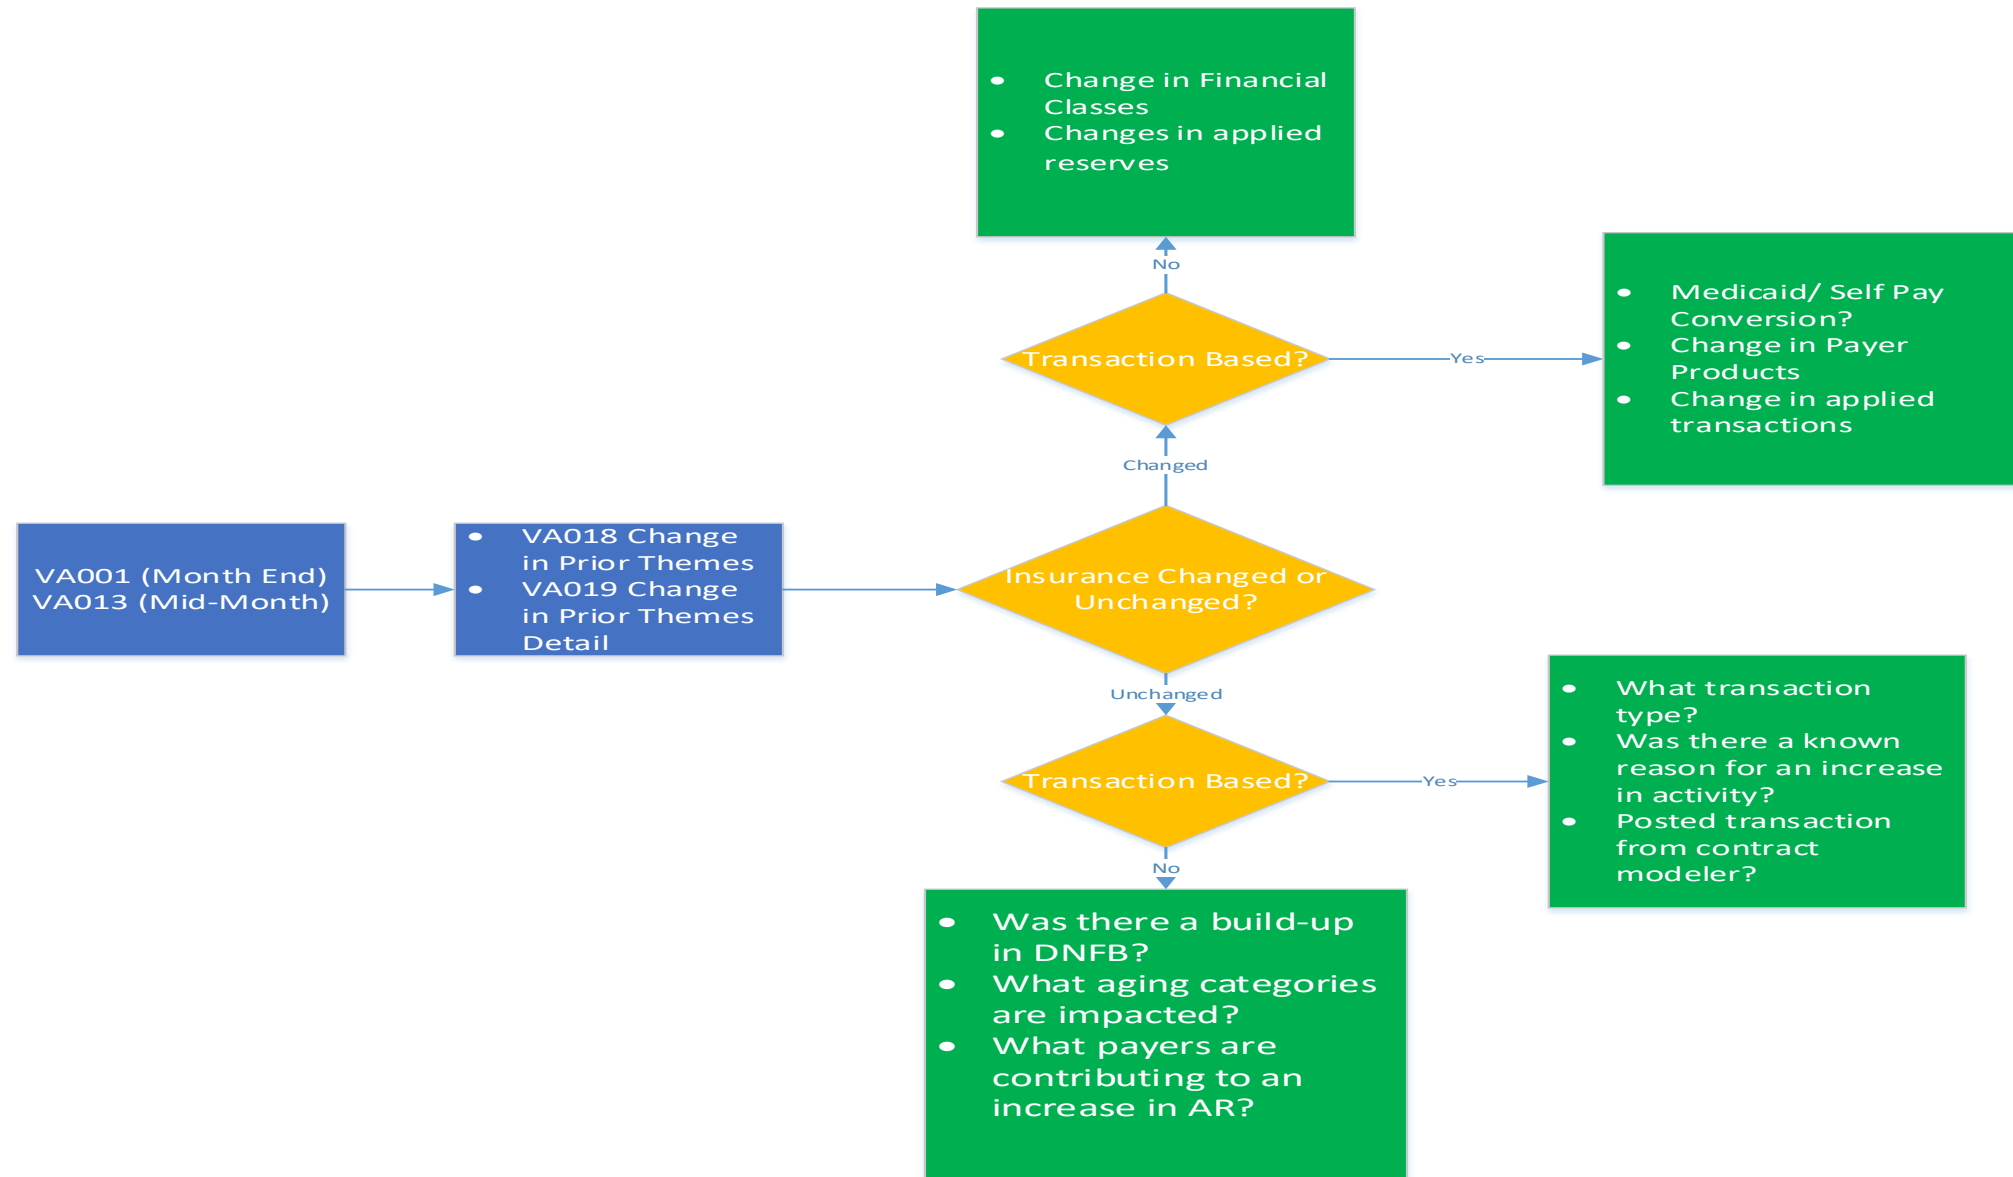 • Change in Financial
Classes
• Changes in applied
reserves
No
• Medicaid/ Self Pay
Conversion?
• Change in Payer
Products
• Change in applied
transactions
Transaction Based?
Yes
Changed
VA001 (Month End)
VA013 (Mid-Month)
• VA018 Change
in Prior Themes
• VA019 Change
in Prior Themes
Detail
Insurance Changed or
Unchanged?
Unchanged
Transaction Based?
Yes
• What transaction
type?
• Was there a known
reason for an increase
in activity?
• Posted transaction
from contract
modeler?
No
• Was there a build-up
in DNFB?
• What aging categories
are impacted?
• What payers are
contributing to an
increase in AR?